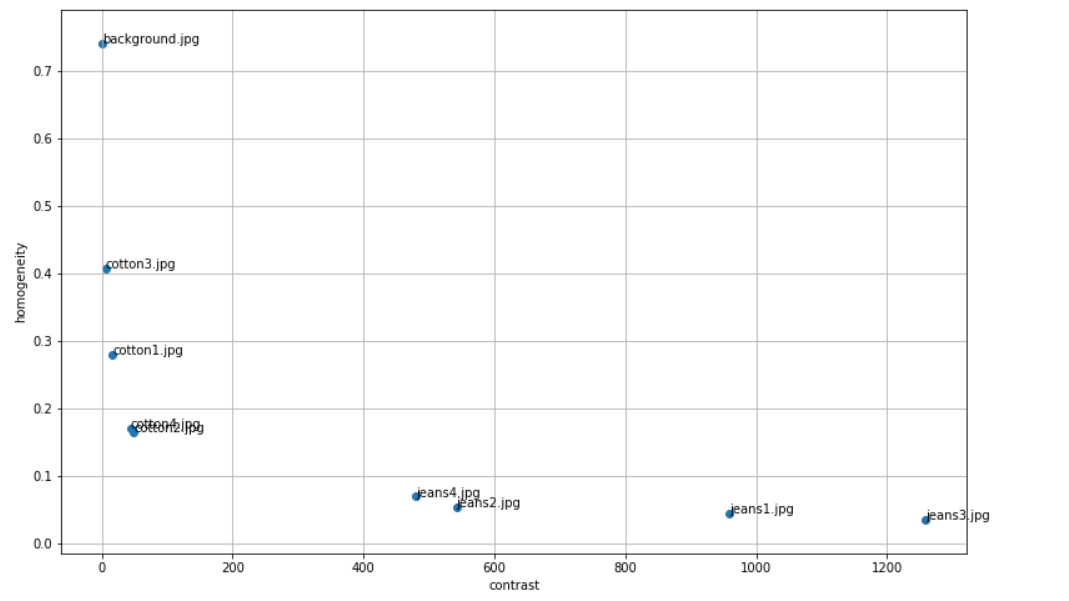 background.jpg
0.7
0.6
0.5
0.4
0.3
0.2
0.1
0.0
homogeneity
cotton3.jpg
cotton1.jpg
cotton4.jpg
cotton2.jpg
jeans4.jpg
jeans2.jpg
jeans1.jpg
jeans3.jpg
0 200 400 600 800 1000 1200
contrast